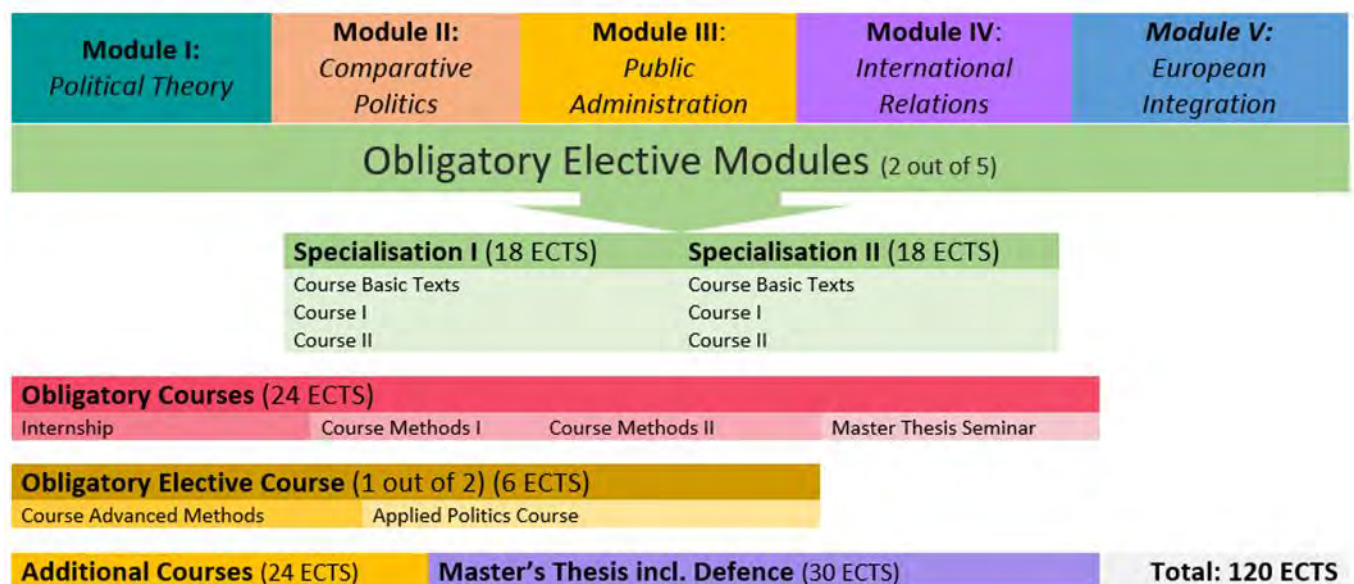 Module I:
Political Theory
Module II:
Comparative
Politics
Module III:
Public
Administration
Module IV:
International
Relations
Module V:
European
Integration
Obligatory Elective Modules (2 out of 5)
Specialisation I (18 ECTS)
Course Basic Texts
Course I
Course II
Specialisation II (18 ECTS)
Course Basic Texts
Course I
Course II
Obligatory Courses (24 ECTS)
Internship
Course Methods I
Course Methods II
Master Thesis Seminar
Obligatory Elective Course (1 out of 2) (6 ECTS)
Course Advanced Methods
Applied Politics Course
Additional Courses (24 ECTS)
Master's Thesis incl. Defence (30 ECTS)
Total: 120 ECTS